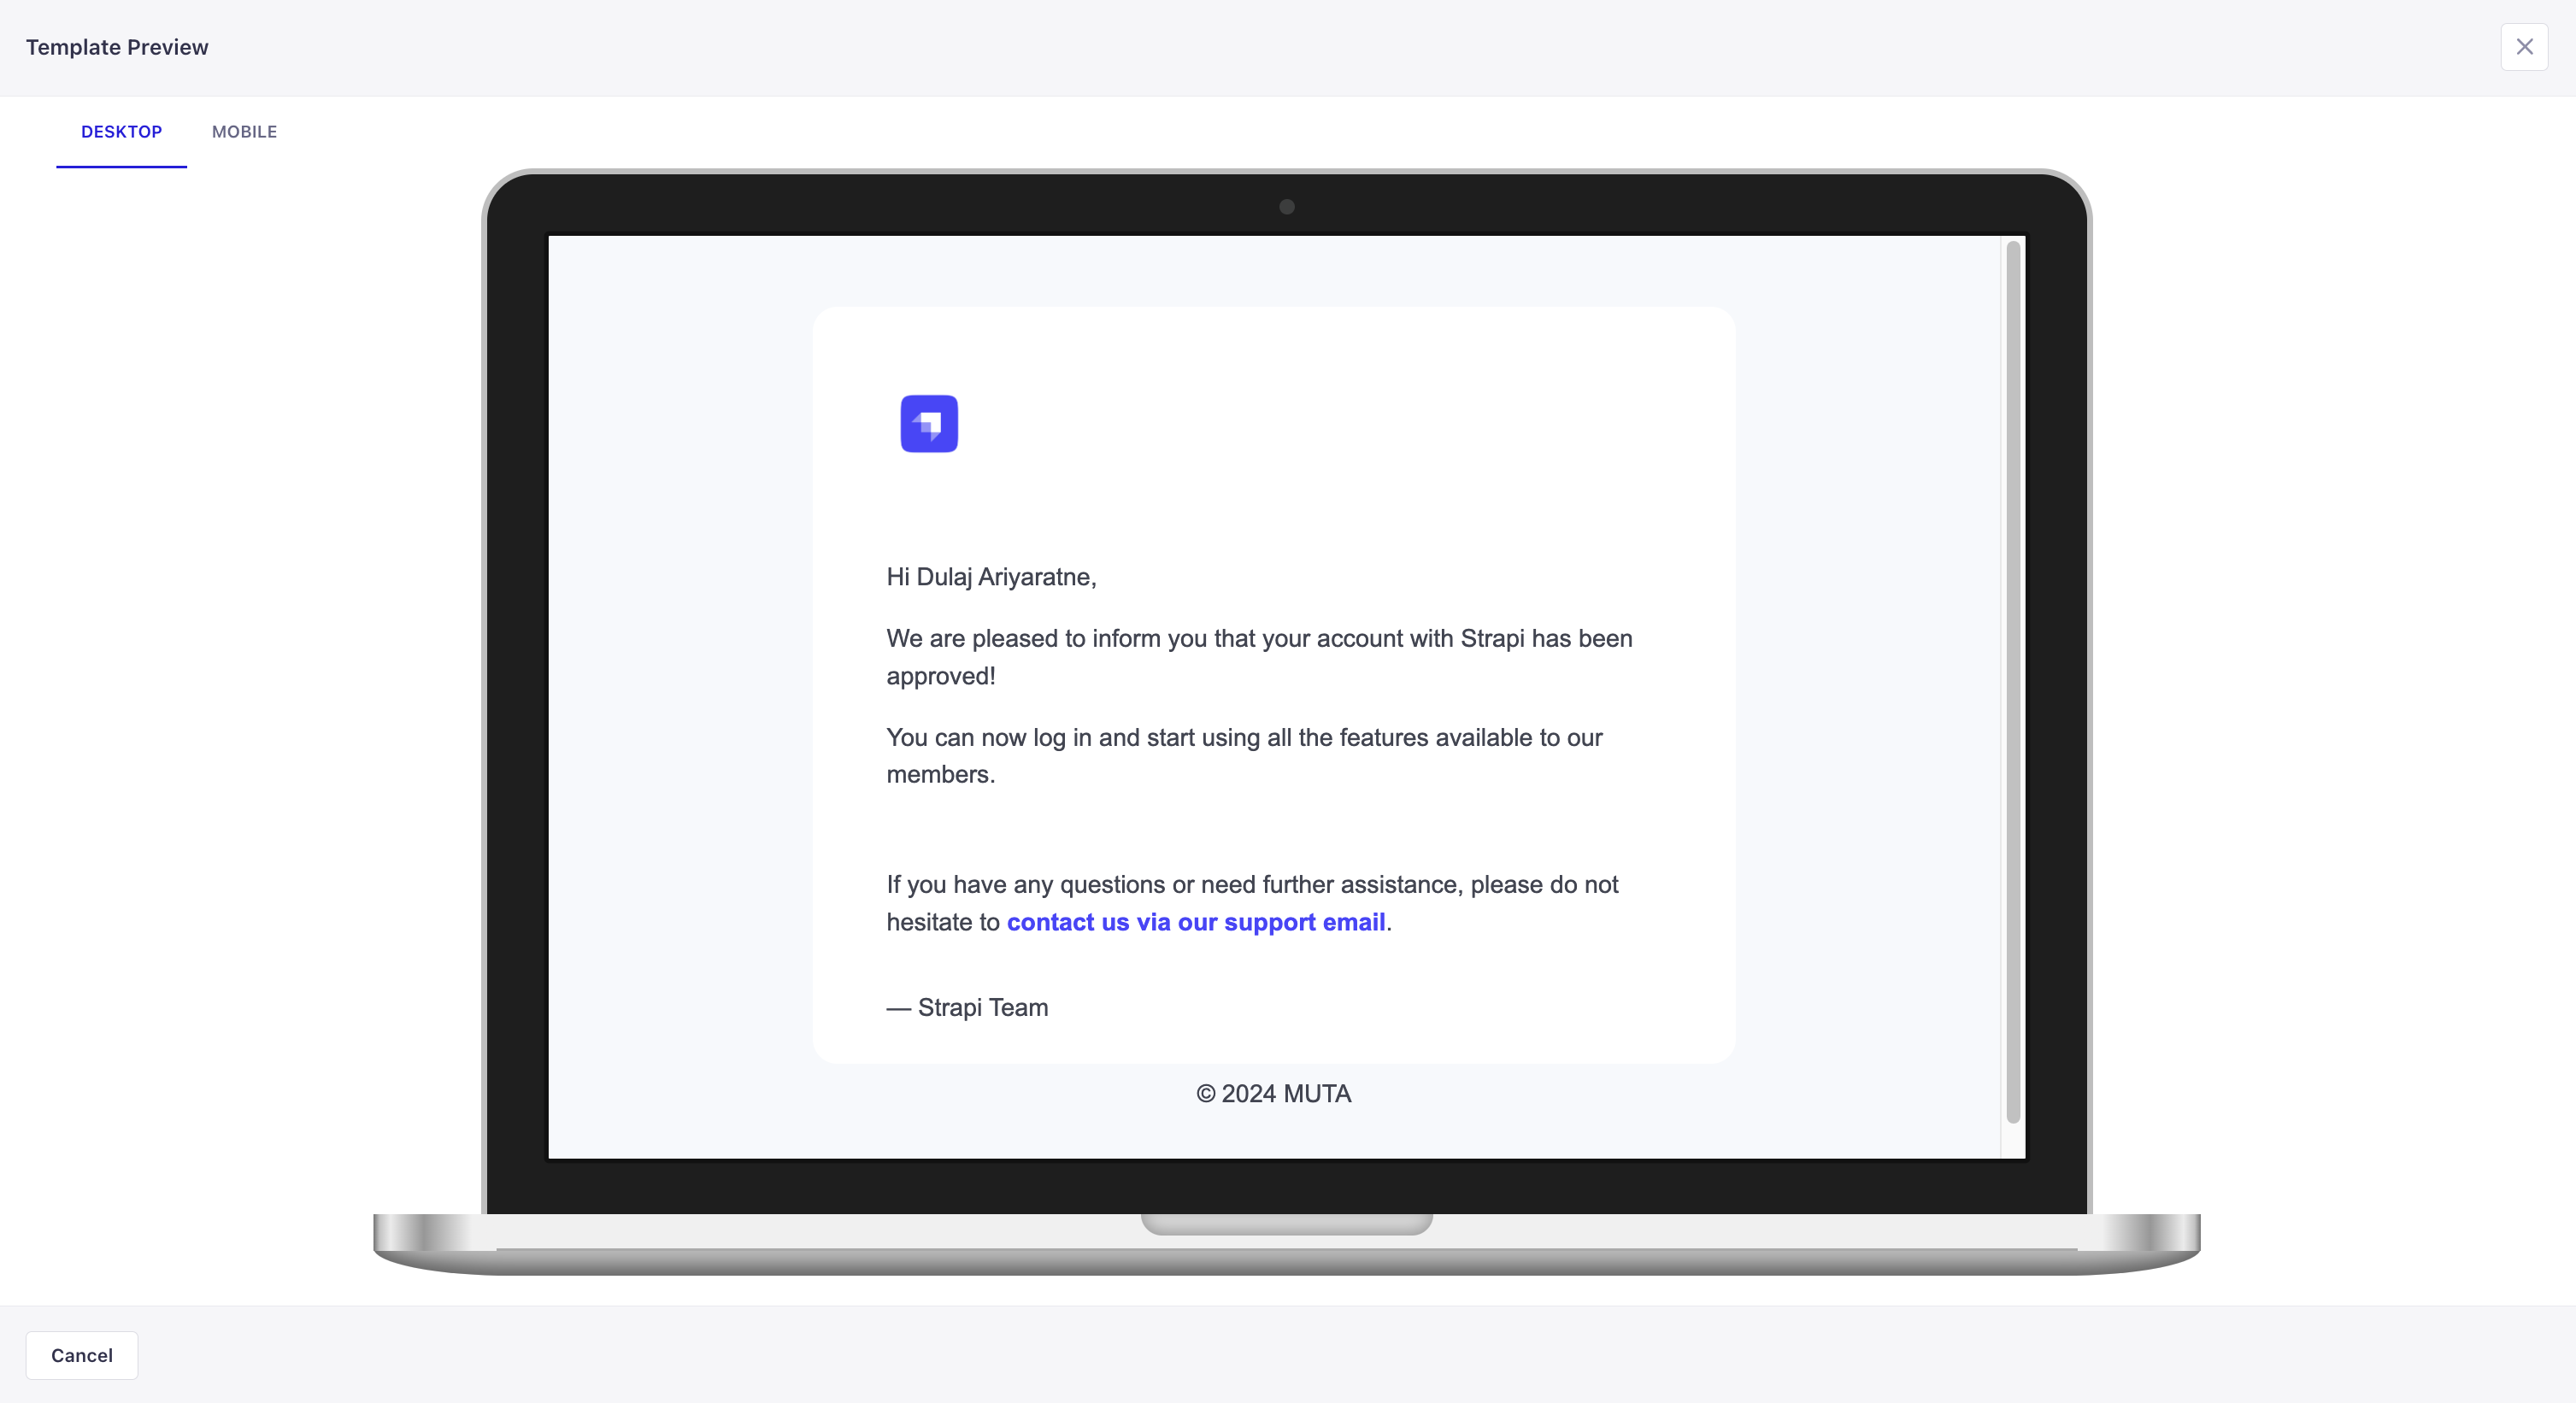 Template Preview
DESKTOP
MOBILE
Hi Dulaj Ariyaratne,
We are pleased to inform you that your account with Strapi has been
approved!
You can now log in and start using all the features available to our
members.
If you have any questions or need further assistance, please do not
hesitate to contact us via our support email.
— Strapi Team
© 2024 MUTA
Cancel